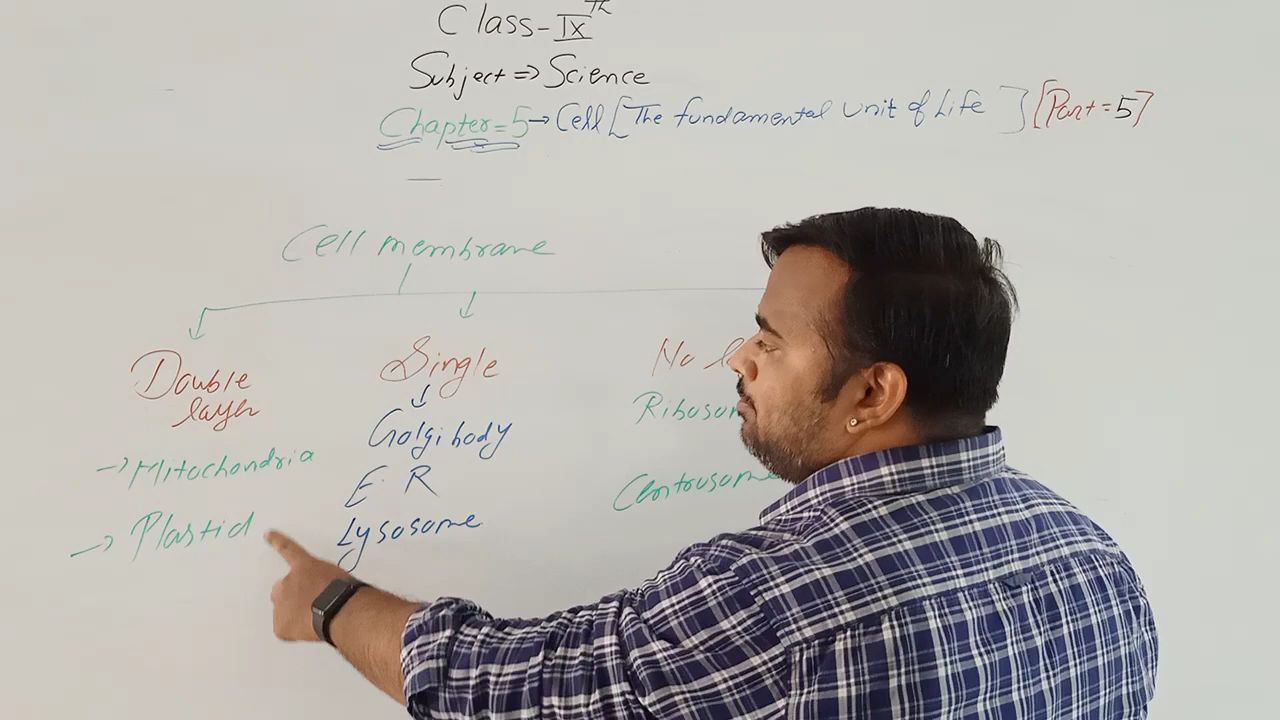 Class-IXth
Subject ⇒ Science
Chapter=5→Cell [The fundamental Unit of Life] [Part=5]
Cell membrane
Double layer
Single
No
→Mitochondria
Golgi body
E.R
Centrosome
→Plastid
Lysosome